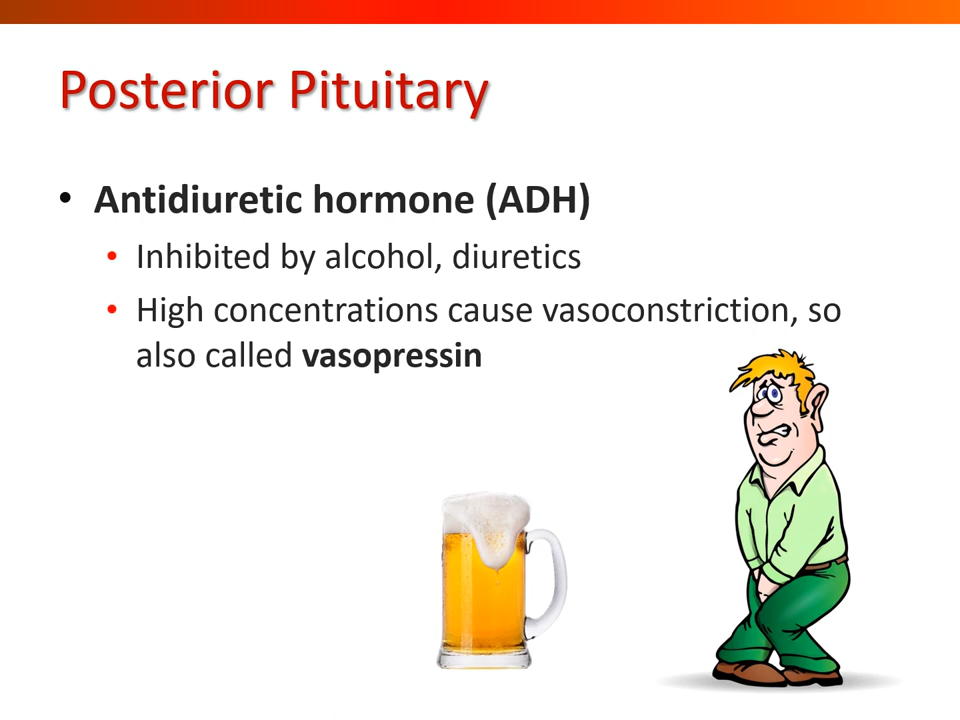 Posterior Pituitary
• Antidiuretic hormone (ADH)
• Inhibited by alcohol, diuretics
• High concentrations cause vasoconstriction, so
also called vasopressin